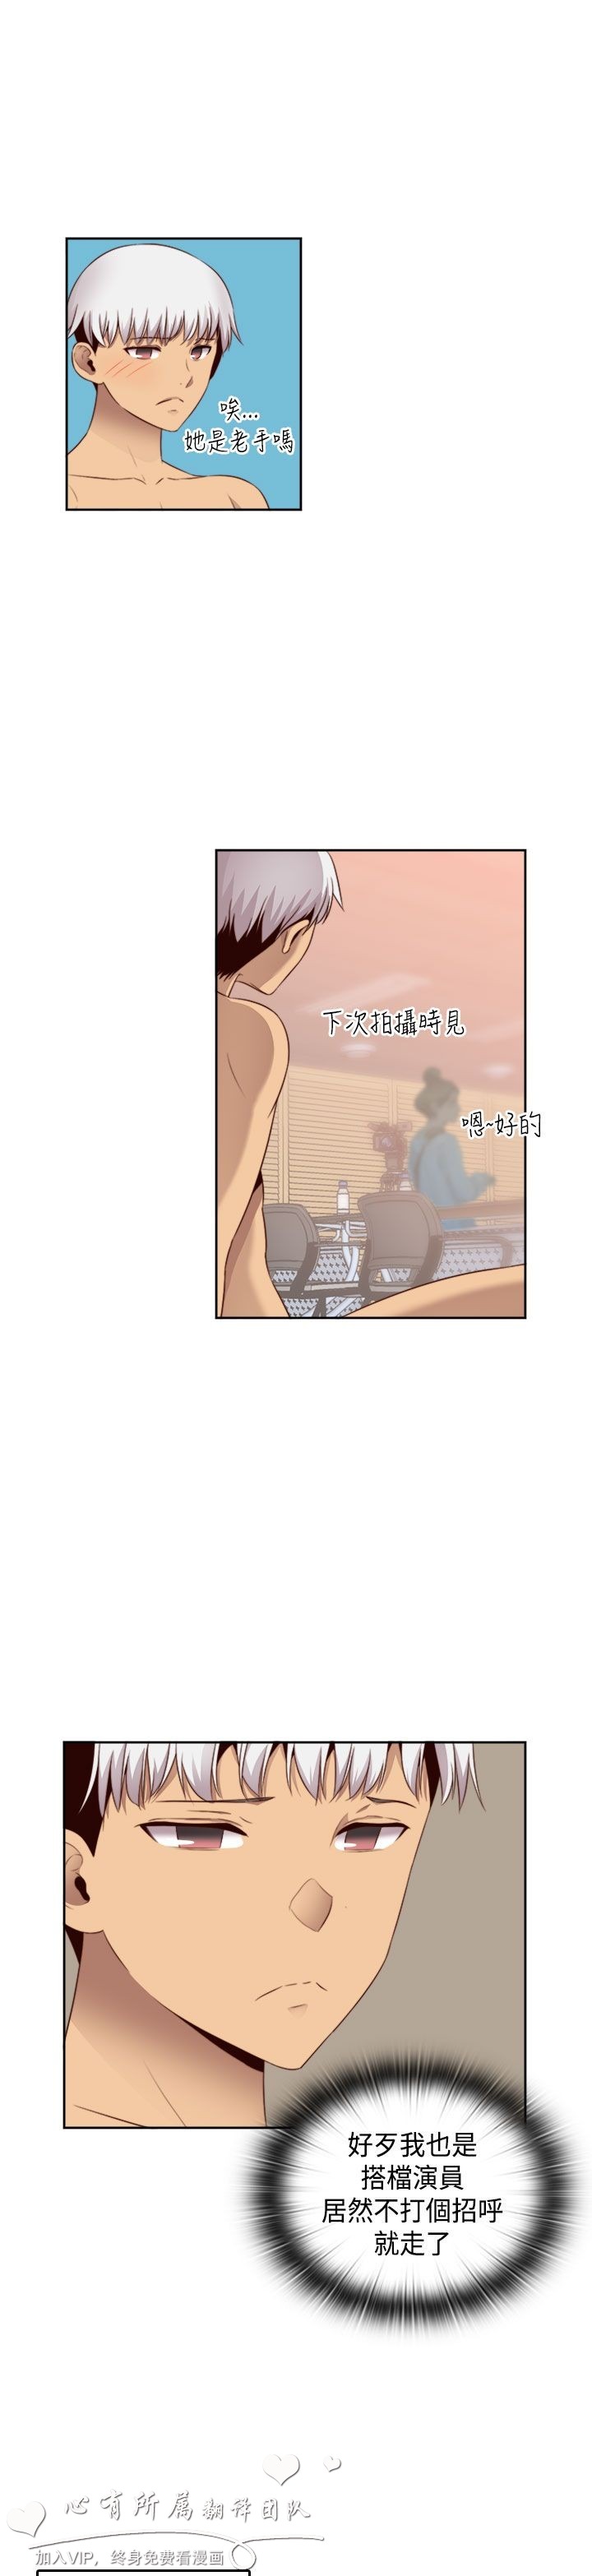 唉...
她是老手嗎
下次拍攝時見
嗯~好的
好歹我也是
搭檔演員
居然不打個招呼
就走了
心有所属翻译团队
加入VIP，终身免费看漫画